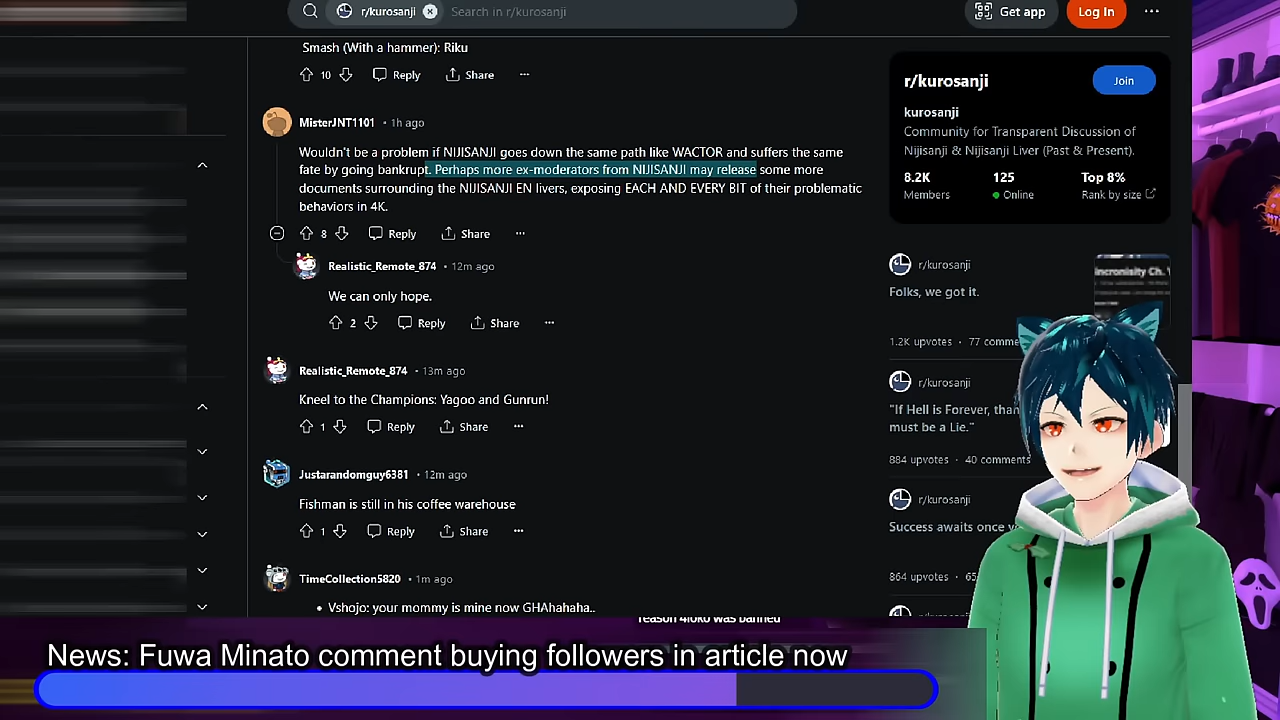 r/kurosanji
Search in r/kurosanji
Get app
Log In
Smash (With a hammer): Riku
10
Reply
Share
MisterJNT1101 • 1h ago
Wouldn't be a problem if NIJISANJI goes down the same path like WACTOR and suffers the same
fate by going bankrupt. Perhaps more ex-moderators from NIJISANJI may release some more
documents surrounding the NIJISANJI EN livers, exposing EACH AND EVERY BIT of their problematic
behaviors in 4K.
8
Reply
Share
Realistic_Remote_874 • 12m ago
We can only hope.
2
Reply
Share
Realistic_Remote_874 • 13m ago
Kneel to the Champions: Yagoo and Gunrun!
1
Reply
Share
Justarandomguy6381 • 12m ago
Fishman is still in his coffee warehouse
1
Reply
Share
TimeCollection5820 • 1m ago
• Vshojo: your mommy is mine now GHAhahaha..
r/kurosanji
Join
kurosanji
Community for Transparent Discussion of
Nijisanji & Nijisanji Liver (Past & Present).
8.2K 125 Top 8%
Members Online Rank by size
r/kurosanji
Folks, we got it.
1.2K upvotes • 77 comme
r/kurosanji
"If Hell is Forever, than
must be a Lie."
884 upvotes • 40 comments
r/kurosanji
Success awaits once y
864 upvotes • 65
reason 4loko was banned
News: Fuwa Minato comment buying followers in article now